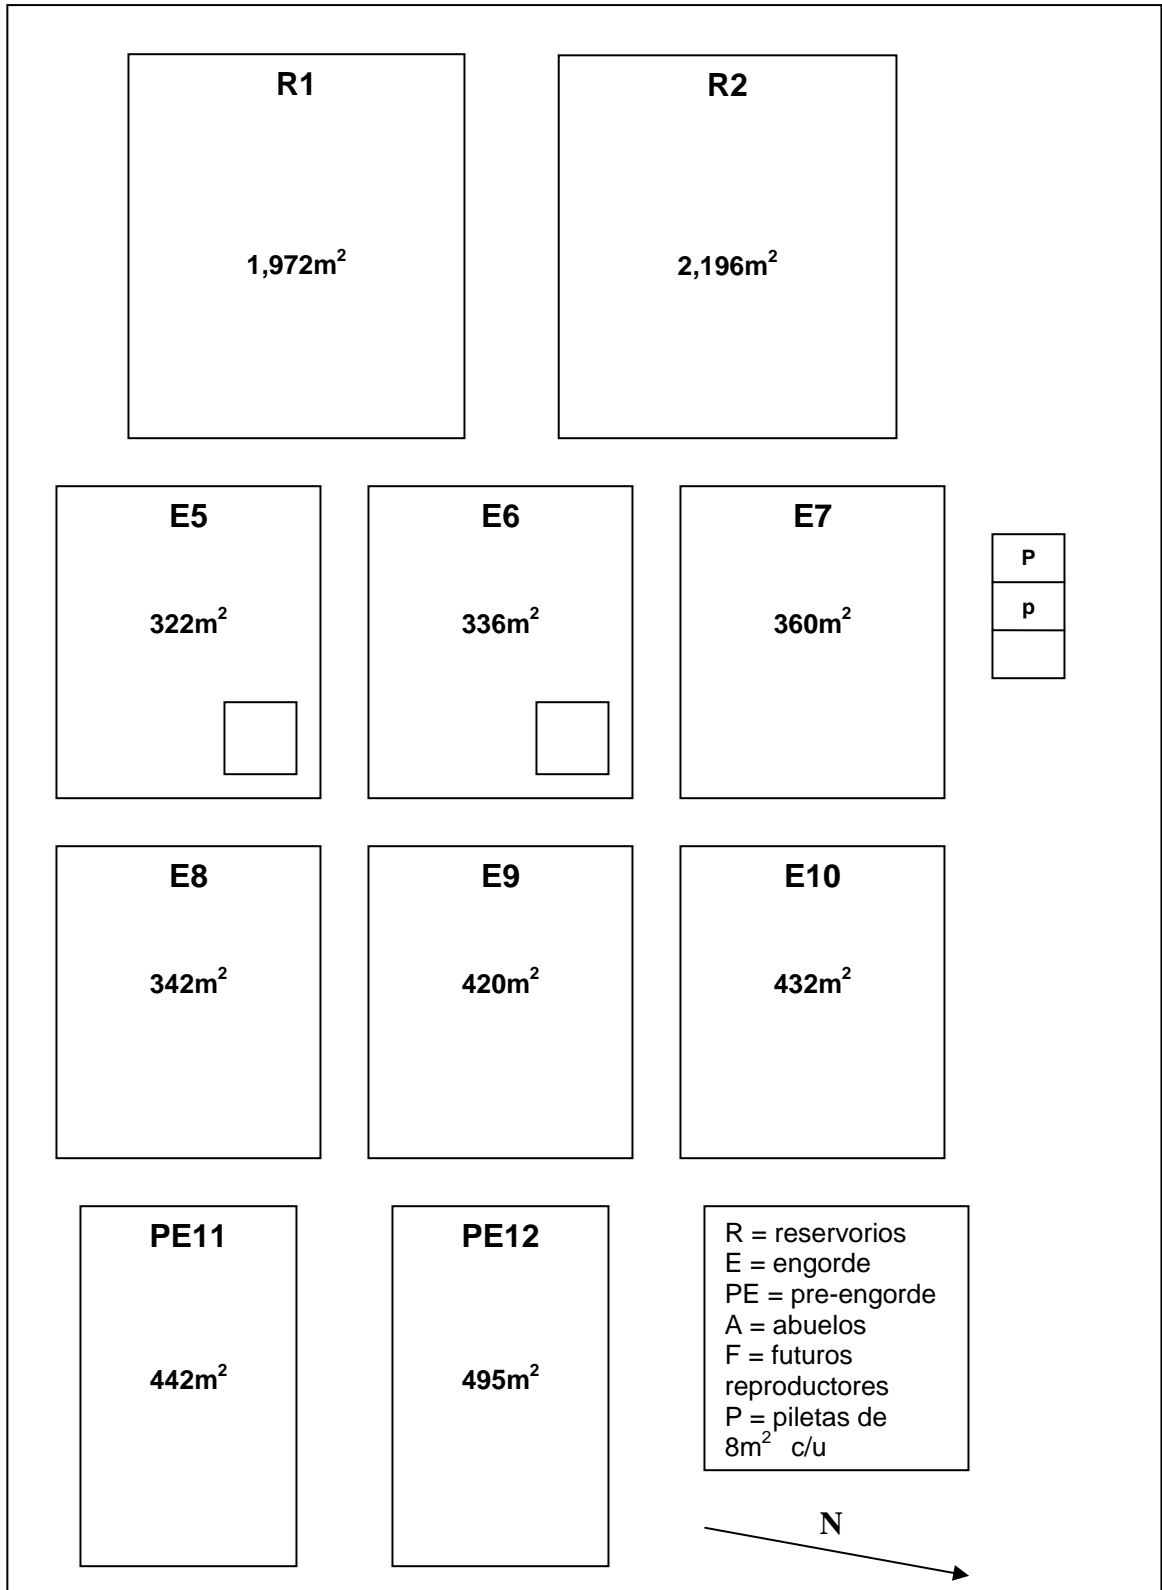 R1
R2
1,972m²
2,196m²
E5
E6
E7
322m²
336m²
360m²
P
p
E8
E9
E10
342m²
420m²
432m²
PE11
PE12
442m²
495m²
R = reservorios
E = engorde
PE = pre-engorde
A = abuelos
F = futuros
reproductores
P = piletas de
8m² c/u
N